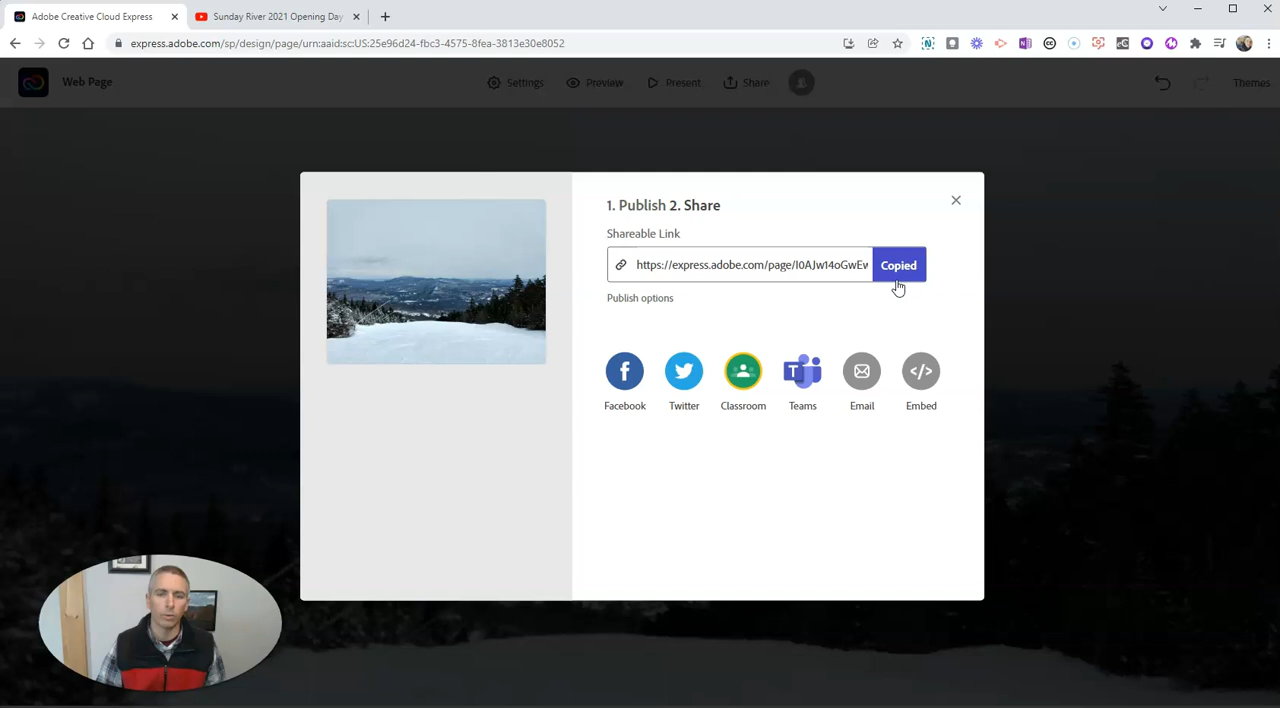 Adobe Creative Cloud Express
Sunday River 2021 Opening Day
express.adobe.com/sp/design/page/urn:aaid:sc:US:25e96d24-fbc3-4575-8fea-3813e30e8052
Web Page
Settings
Preview
Present
Share
Themes
1. Publish 2. Share
Shareable Link
https://express.adobe.com/page/I0AJw14oGwEw
Copied
Publish options
Facebook
Twitter
Classroom
Teams
Email
Embed